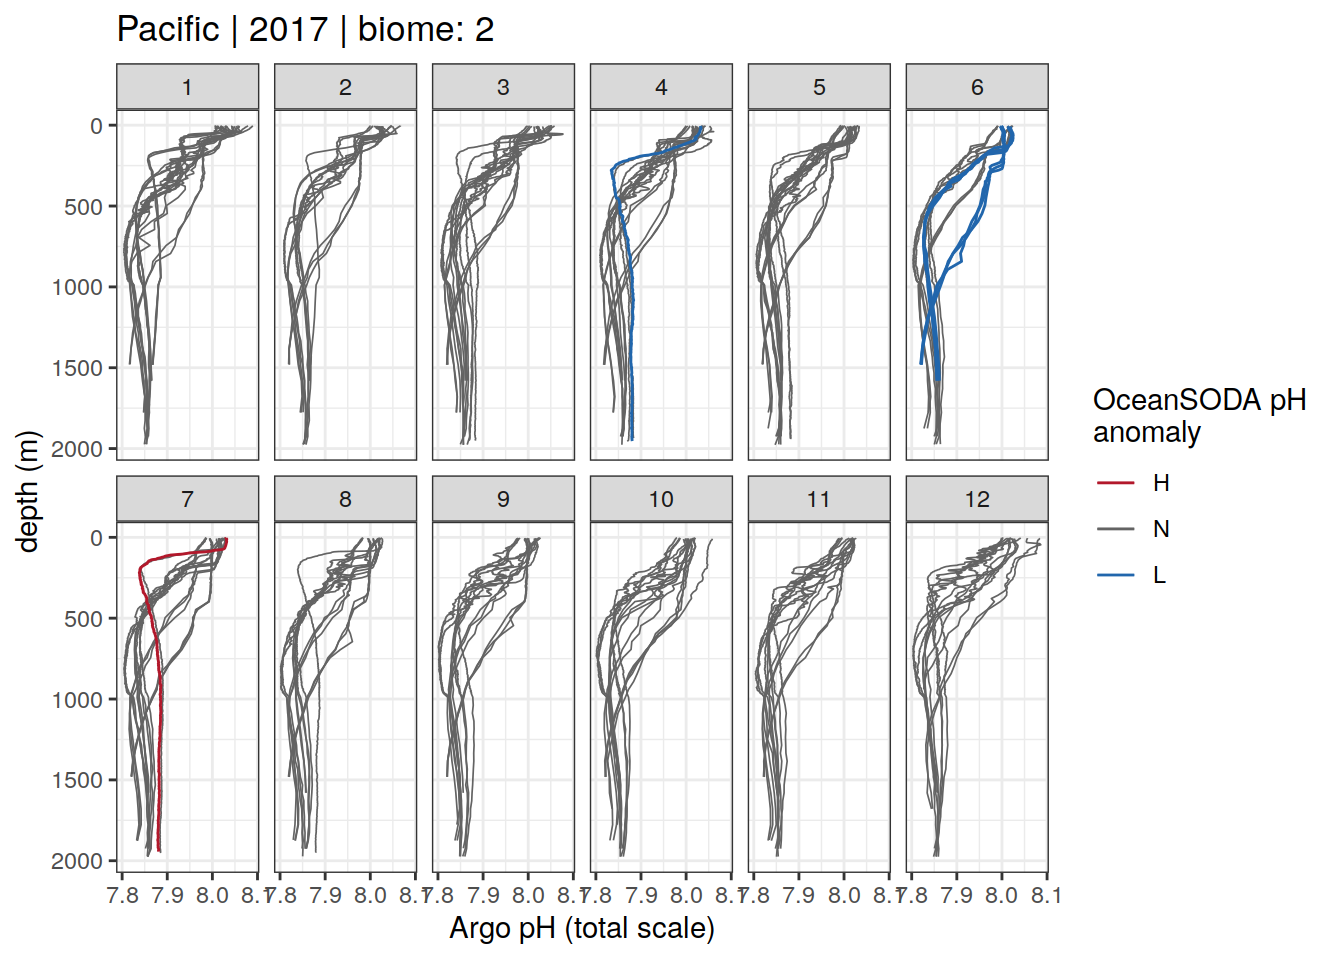 Pacific | 2017 | biome: 2
1 2 3 4 5 6
0
500
1000
1500
2000
7 8 9 10 11 12
0
500
1000
1500
2000
depth (m)
7.8 7.9 8.0 8.1 7.8 7.9 8.0 8.1 7.8 7.9 8.0 8.1 7.8 7.9 8.0 8.1 7.8 7.9 8.0 8.1 7.8 7.9 8.0 8.1
Argo pH (total scale)
OceanSODA pH
anomaly
H
N
L